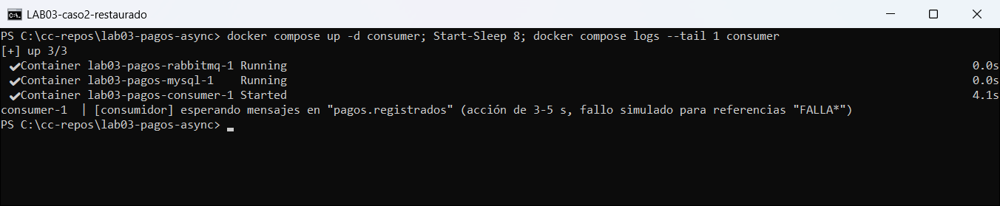 LAB03-caso2-restaurado
PS C:\cc-repos\lab03-pagos-async> docker compose up -d consumer; Start-Sleep 8; docker compose logs --tail 1 consumer
[+] up 3/3
✔Container lab03-pagos-rabbitmq-1 Running 0.0s
✔Container lab03-pagos-mysql-1 Running 0.0s
✔Container lab03-pagos-consumer-1 Started 4.1s
consumer-1 | [consumidor] esperando mensajes en "pagos.registrados" (acción de 3-5 s, fallo simulado para referencias "FALLA*")
PS C:\cc-repos\lab03-pagos-async>